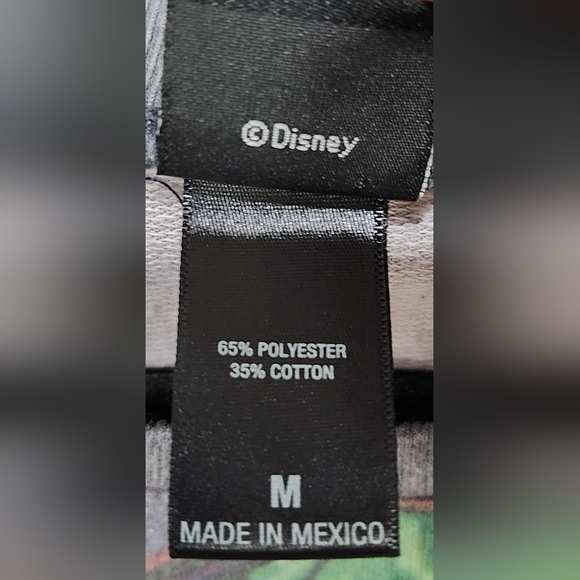 ©Disney
65% POLYESTER
35% COTTON
M
MADE IN MEXICO